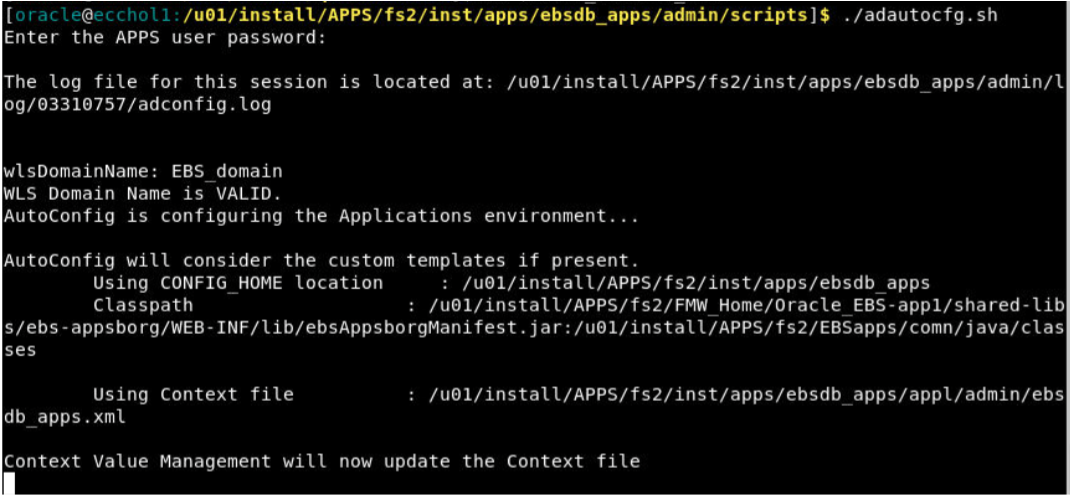 [oracle@ecchol1:/u01/install/APPS/fs2/inst/apps/ebsdb_apps/admin/scripts]$ ./adautocfg.sh
Enter the APPS user password:
The log file for this session is located at: /u01/install/APPS/fs2/inst/apps/ebsdb_apps/admin/l
og/03310757/adconfig.log
wlsDomainName: EBS_domain
WLS Domain Name is VALID.
AutoConfig is configuring the Applications environment...
AutoConfig will consider the custom templates if present.
Using CONFIG_HOME location : /u01/install/APPS/fs2/inst/apps/ebsdb_apps
Classpath : /u01/install/APPS/fs2/FMW_Home/Oracle_EBS-app1/shared-lib
s/ebs-appsborg/WEB-INF/lib/ebsAppsborgManifest.jar:/u01/install/APPS/fs2/EBSapps/comn/java/clas
ses
Using Context file : /u01/install/APPS/fs2/inst/apps/ebsdb_apps/appl/admin/ebs
db_apps.xml
Context Value Management will now update the Context file